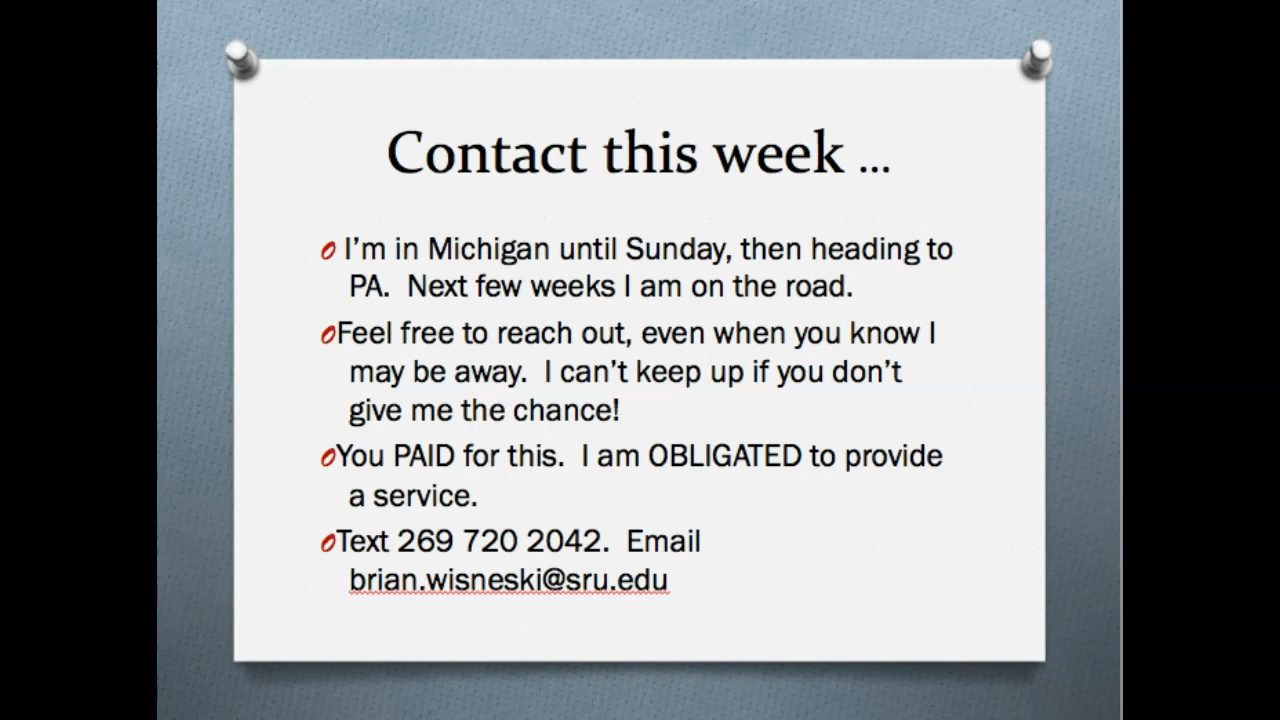 Contact this week ...
I'm in Michigan until Sunday, then heading to
PA.  Next few weeks I am on the road.
Feel free to reach out, even when you know I
may be away.  I can't keep up if you don't
give me the chance!
You PAID for this.  I am OBLIGATED to provide
a service.
Text 269 720 2042.  Email
brian.wisneski@sru.edu